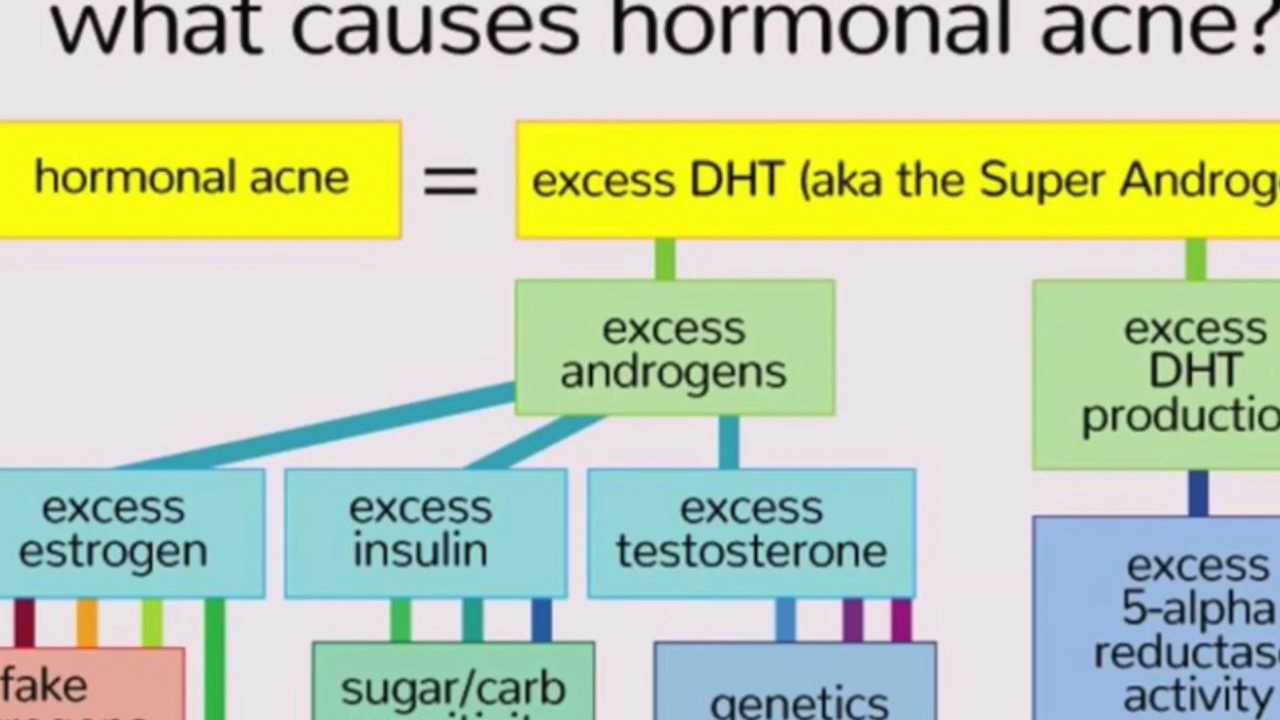 what causes hormonal acne?
hormonal acne
=
excess DHT (aka the Super Androg
excess
androgens
excess
DHT
productio
excess
estrogen
excess
insulin
excess
testosterone
excess
5-alpha
reductas
activity
fake
sugar/carb
genetics